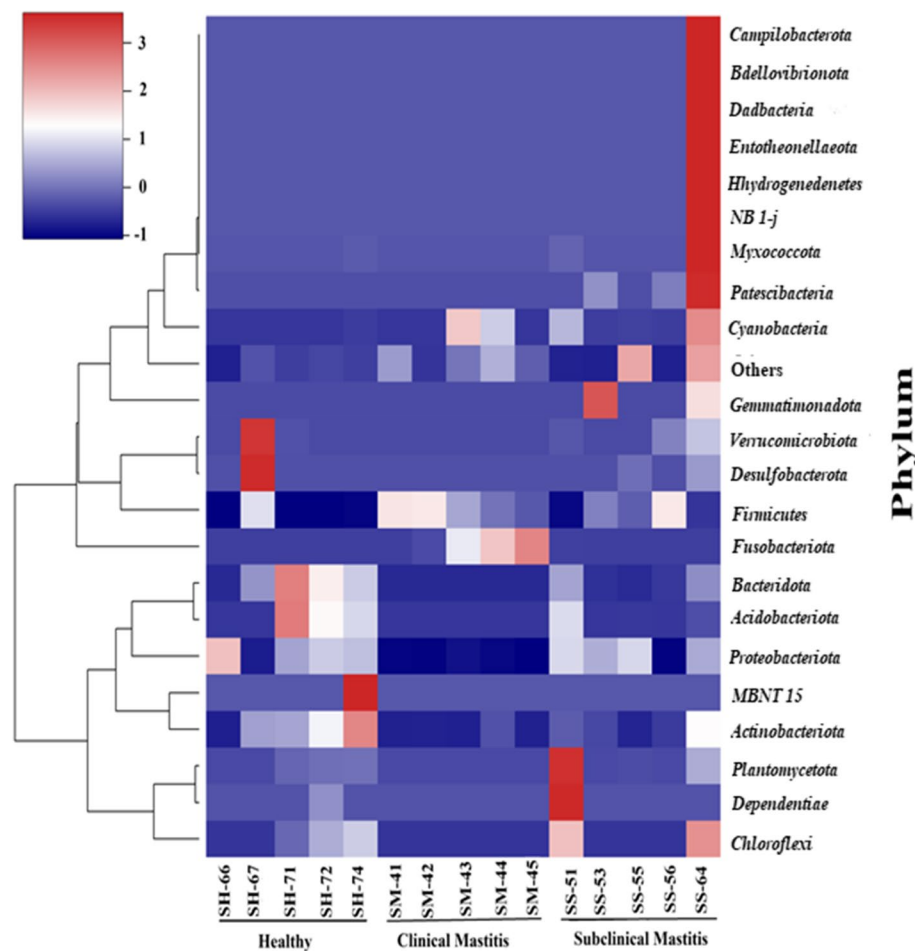 3
2
1
0
-1
Campilobacterota
Bdellovibrionota
Dadbacteria
Entotheonellaeota
Hhydrogenedenetes
NB 1-j
Myxococcota
Patescibacteria
Cyanobacteria
Others
Gemmatimonadota
Verrucomicrobiota
Desulfobacterota
Firmicutes
Fusobacteriota
Bacteridota
Acidobacteriota
Proteobacteriota
MBNT 15
Actinobacteriota
Plantomycetota
Dependentiae
Chloroflexi
Phylum
SH-66
SH-67
SH-71
SH-72
SH-74
SM-41
SM-42
SM-43
SM-44
SM-45
SS-51
SS-53
SS-55
SS-56
SS-64
Healthy
Clinical Mastitis
Subclinical Mastitis